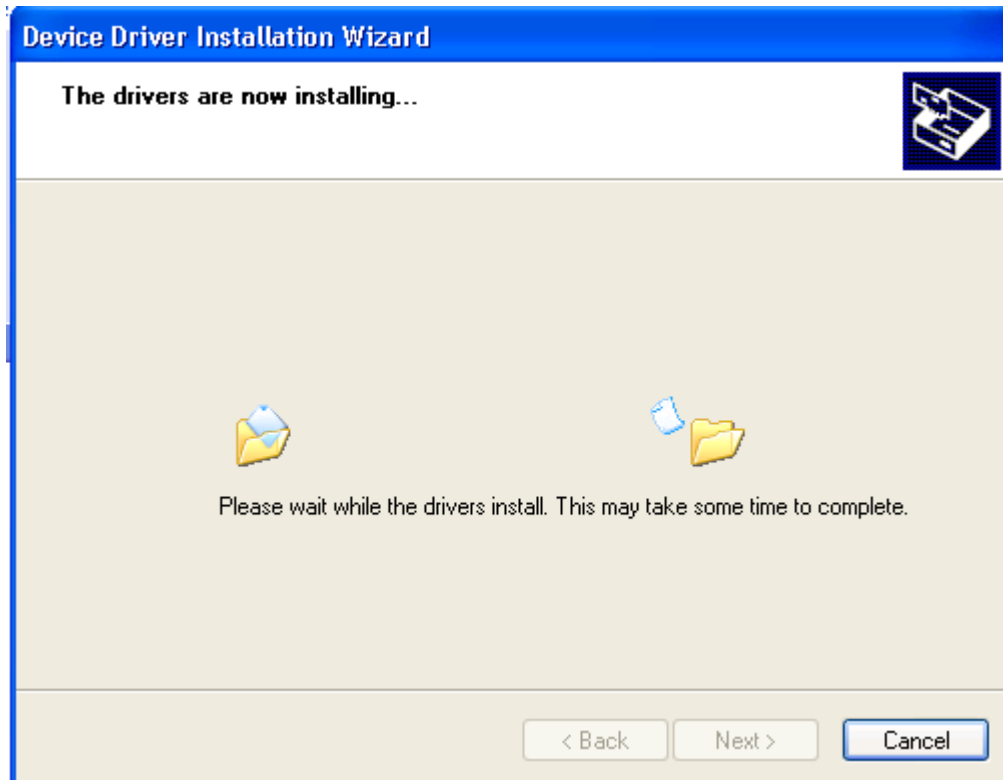 Device Driver Installation Wizard
The drivers are now installing...
Please wait while the drivers install. This may take some time to complete.
< Back
Next >
Cancel